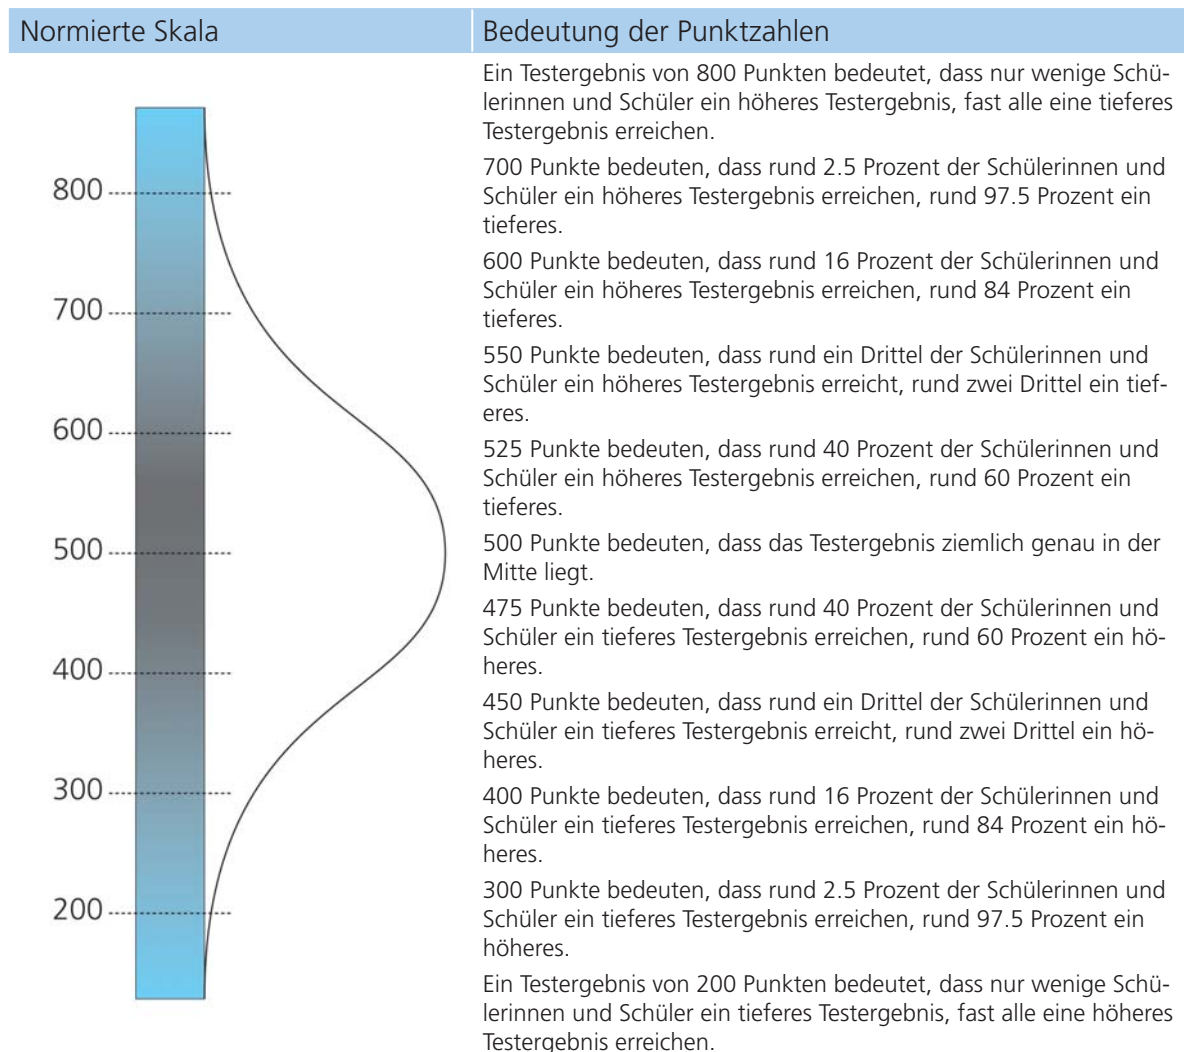 Normierte Skala
Bedeutung der Punktzahlen
800
700
600
500
400
300
200
Ein Testergebnis von 800 Punkten bedeutet, dass nur wenige Schü-
lerinnen und Schüler ein höheres Testergebnis, fast alle eine tieferes
Testergebnis erreichen.
700 Punkte bedeuten, dass rund 2.5 Prozent der Schülerinnen und
Schüler ein höheres Testergebnis erreichen, rund 97.5 Prozent ein
tieferes.
600 Punkte bedeuten, dass rund 16 Prozent der Schülerinnen und
Schüler ein höheres Testergebnis erreichen, rund 84 Prozent ein
tieferes.
550 Punkte bedeuten, dass rund ein Drittel der Schülerinnen und
Schüler ein höheres Testergebnis erreicht, rund zwei Drittel ein tief-
eres.
525 Punkte bedeuten, dass rund 40 Prozent der Schülerinnen und
Schüler ein höheres Testergebnis erreichen, rund 60 Prozent ein
tieferes.
500 Punkte bedeuten, dass das Testergebnis ziemlich genau in der
Mitte liegt.
475 Punkte bedeuten, dass rund 40 Prozent der Schülerinnen und
Schüler ein tieferes Testergebnis erreichen, rund 60 Prozent ein hö-
heres.
450 Punkte bedeuten, dass rund ein Drittel der Schülerinnen und
Schüler ein tieferes Testergebnis erreicht, rund zwei Drittel ein hö-
heres.
400 Punkte bedeuten, dass rund 16 Prozent der Schülerinnen und
Schüler ein tieferes Testergebnis erreichen, rund 84 Prozent ein hö-
heres.
300 Punkte bedeuten, dass rund 2.5 Prozent der Schülerinnen und
Schüler ein tieferes Testergebnis erreichen, rund 97.5 Prozent ein
höheres.
Ein Testergebnis von 200 Punkten bedeutet, dass nur wenige Schü-
lerinnen und Schüler ein tieferes Testergebnis, fast alle eine höheres
Testergebnis erreichen.